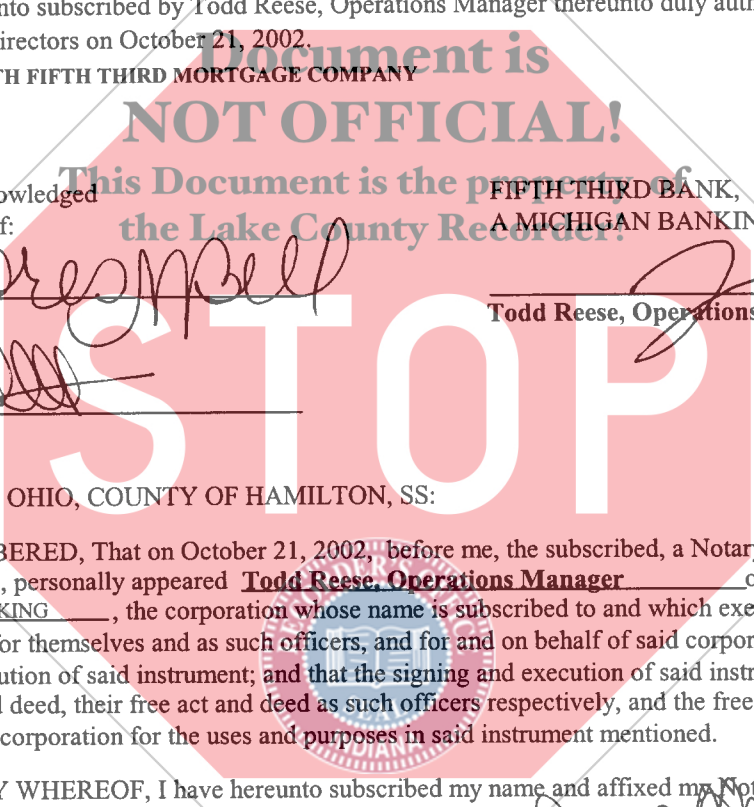 nto subscribed by Todd Reese, Operations Manager thereunto duly auth
irectors on October 21, 2002.
TH FIFTH THIRD MORTGAGE COMPANY
Document is
NOT OFFICIAL!
This Document is the property of
the Lake County Recorder!
owledged
f:
FIFTH THIRD BANK,
A MICHIGAN BANKIN
Todd Reese, Operations
STOP
OHIO, COUNTY OF HAMILTON, SS:
BERED, That on October 21, 2002, before me, the subscribed, a Notary
, personally appeared Todd Reese, Operations Manager o
KING , the corporation whose name is subscribed to and which exe
for themselves and as such officers, and for and on behalf of said corpor
ution of said instrument; and that the signing and execution of said instr
d deed, their free act and deed as such officers respectively, and the free
corporation for the uses and purposes in said instrument mentioned.
Y WHEREOF, I have hereunto subscribed my name and affixed my Not
INDIANA